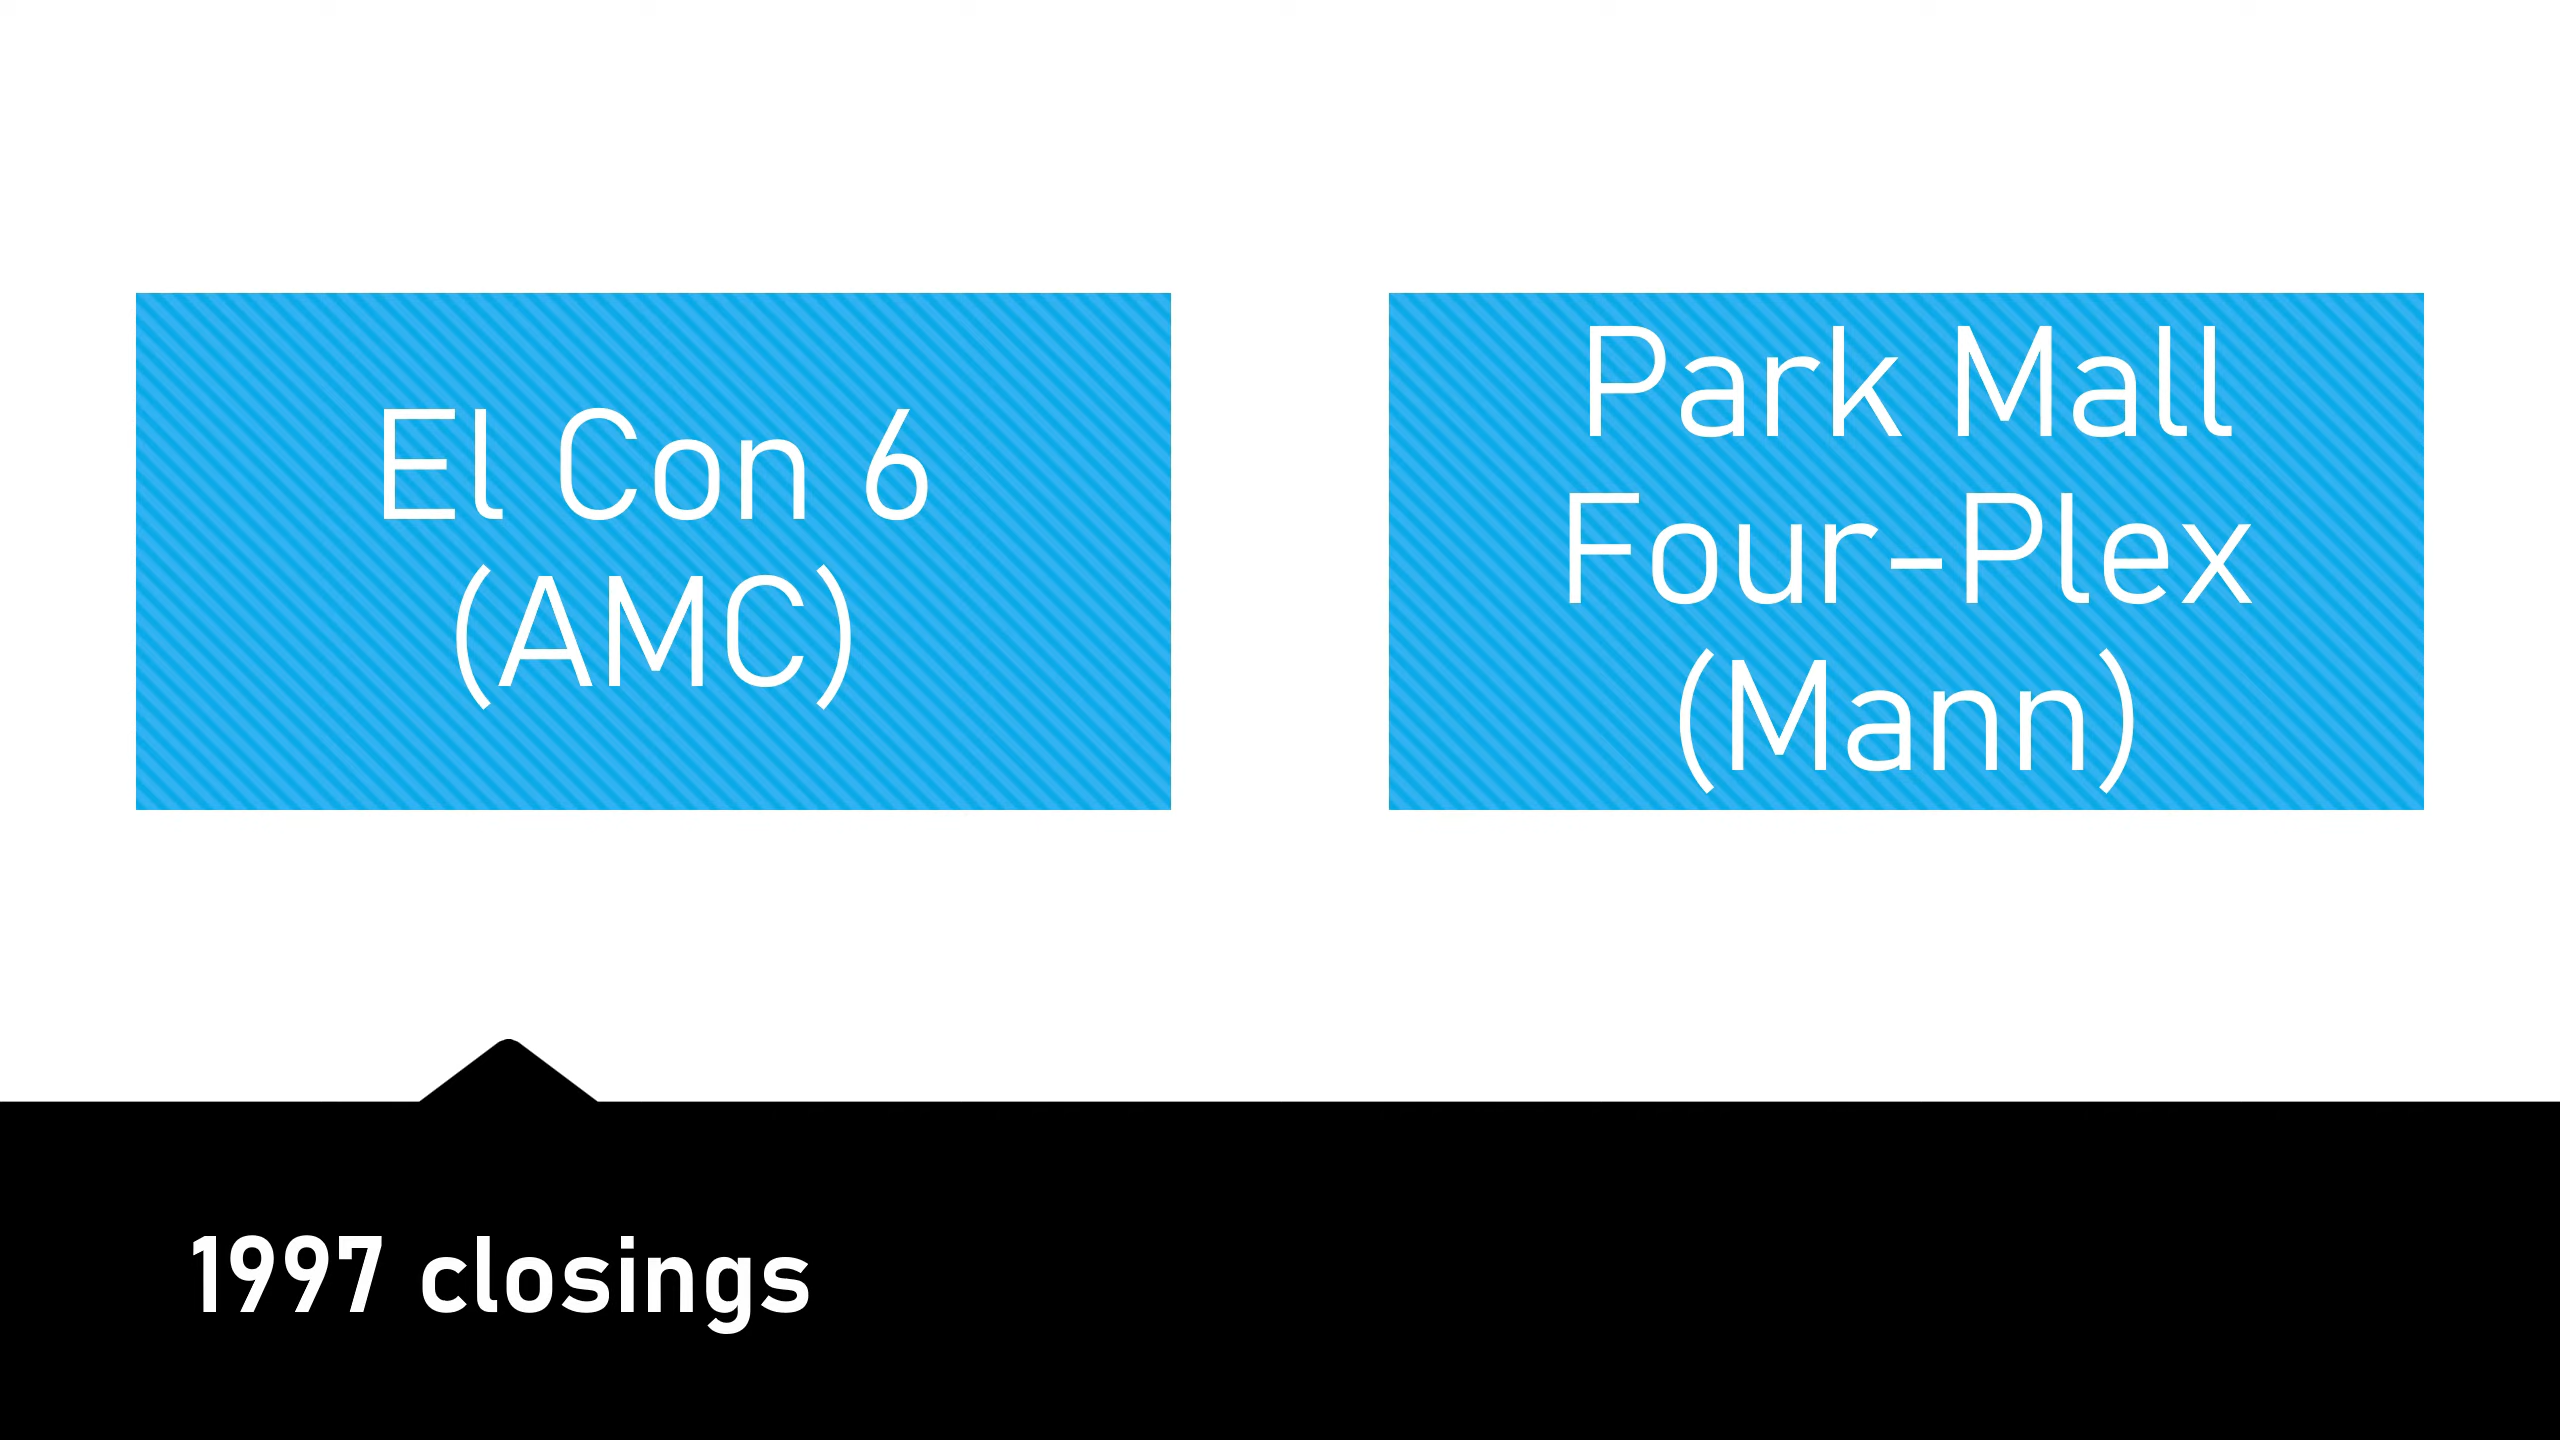 El Con 6
(AMC)
Park Mall
Four-Plex
(Mann)
1997 closings